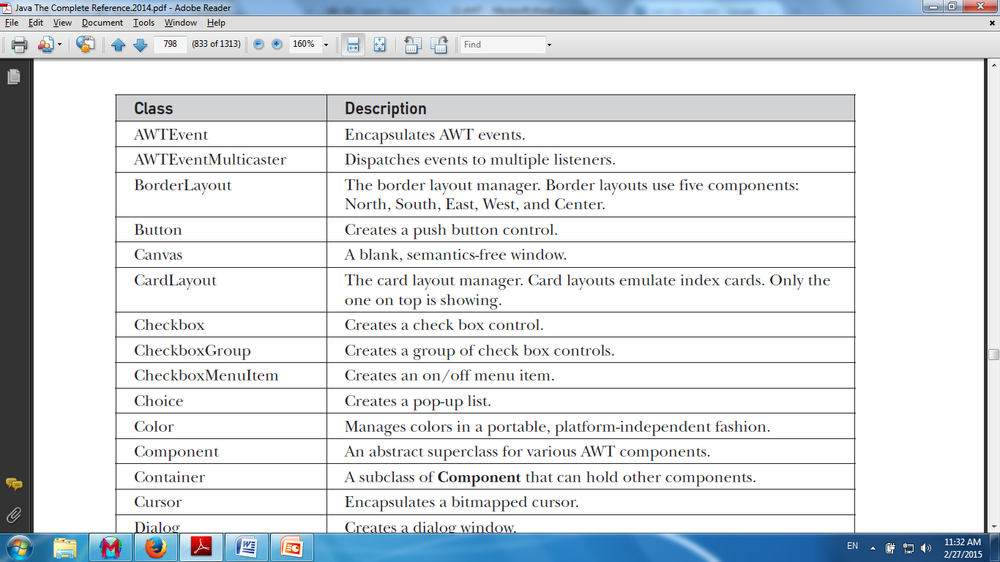 Java The Complete Reference.2014.pdf - Adobe Reader
File Edit View Document Tools Window Help
798 (833 of 1313) 160% Find
Class Description
AWTEvent Encapsulates AWT events.
AWTEventMulticaster Dispatches events to multiple listeners.
BorderLayout The border layout manager. Border layouts use five components:
North, South, East, West, and Center.
Button Creates a push button control.
Canvas A blank, semantics-free window.
CardLayout The card layout manager. Card layouts emulate index cards. Only the
one on top is showing.
Checkbox Creates a check box control.
CheckboxGroup Creates a group of check box controls.
CheckboxMenuItem Creates an on/off menu item.
Choice Creates a pop-up list.
Color Manages colors in a portable, platform-independent fashion.
Component An abstract superclass for various AWT components.
Container A subclass of Component that can hold other components.
Cursor Encapsulates a bitmapped cursor.
Dialog Creates a dialog window.
EN 11:32 AM
2/27/2015